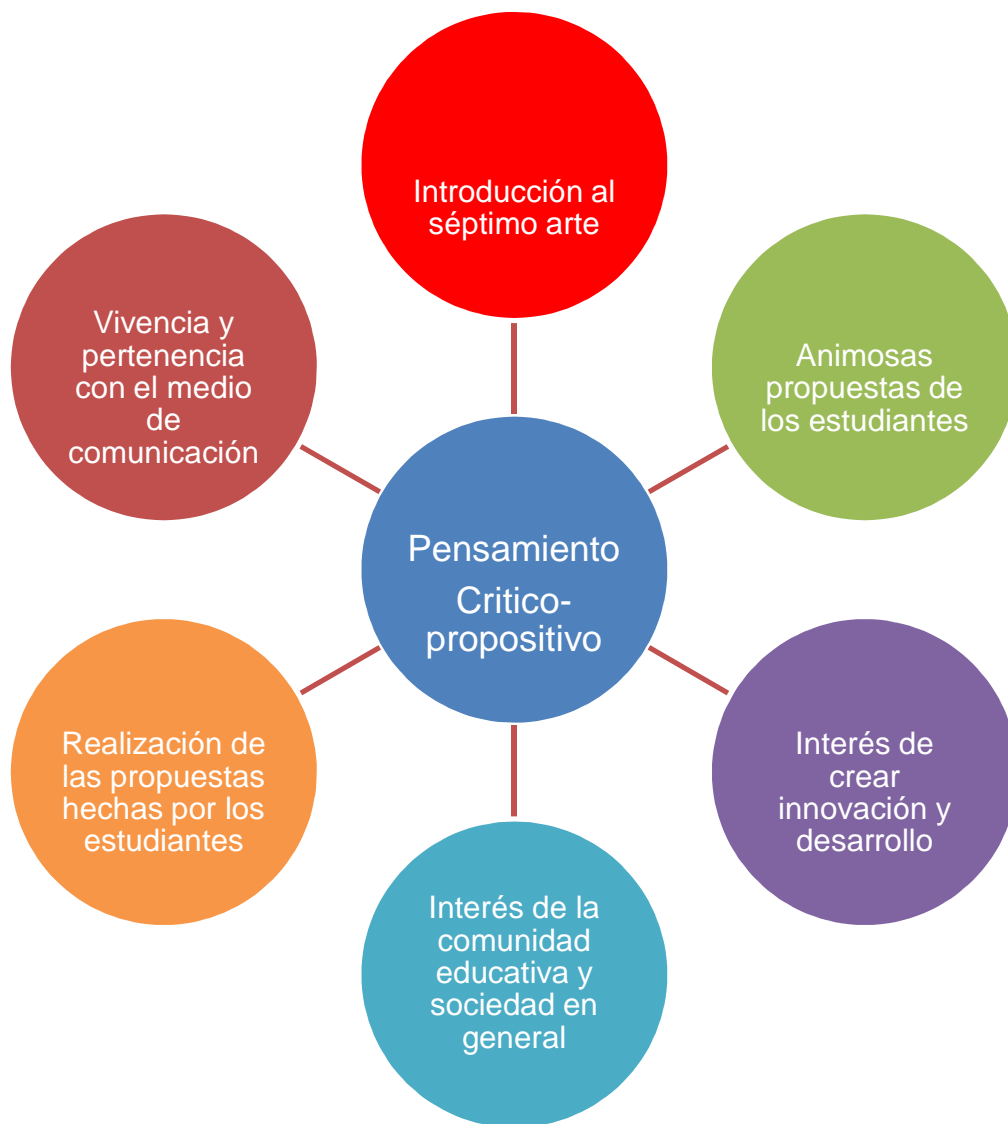 Introducción al
séptimo arte
Animosas
propuestas de
los estudiantes
Interés de
crear
innovación y
desarrollo
Interés de la
comunidad
educativa y
sociedad en
general
Realización de
las propuestas
hechas por los
estudiantes
Vivencia y
pertenencia
con el medio
de
comunicación
Pensamiento
Critico-
propositivo